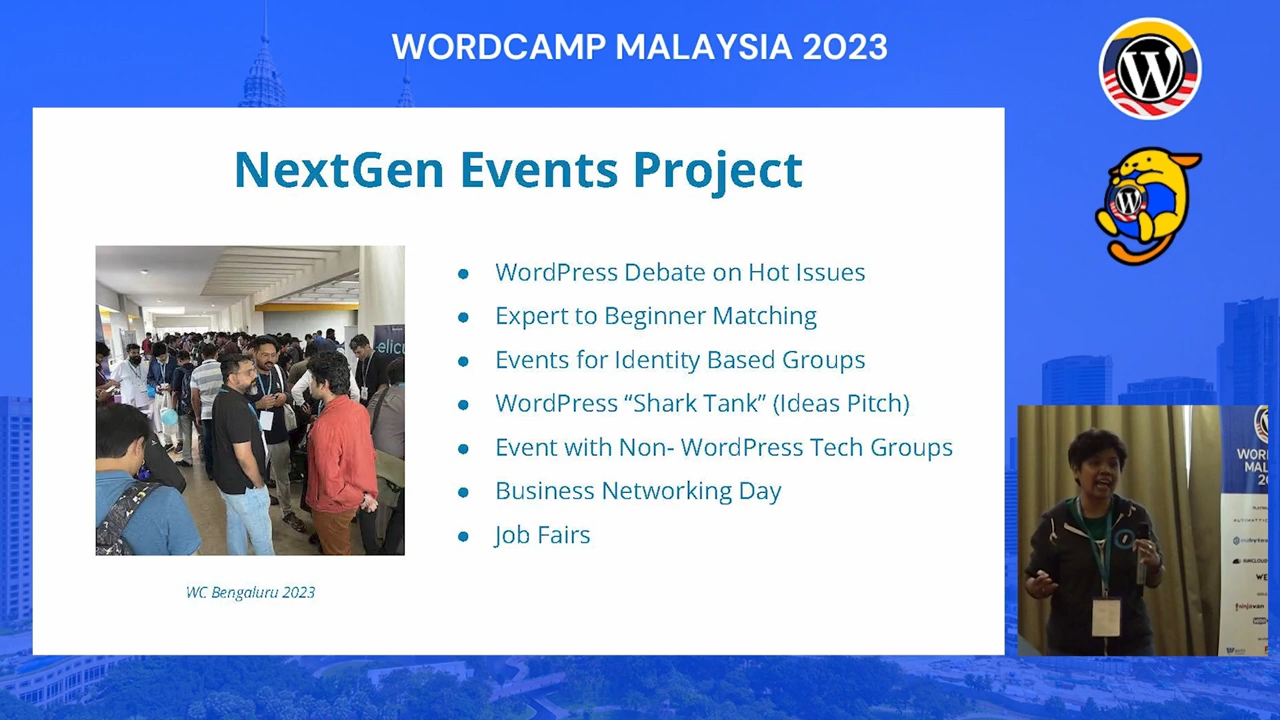 WORDCAMP MALAYSIA 2023
NextGen Events Project
WordPress Debate on Hot Issues
Expert to Beginner Matching
Events for Identity Based Groups
WordPress “Shark Tank” (Ideas Pitch)
Event with Non- WordPress Tech Groups
Business Networking Day
Job Fairs
WC Bengaluru 2023